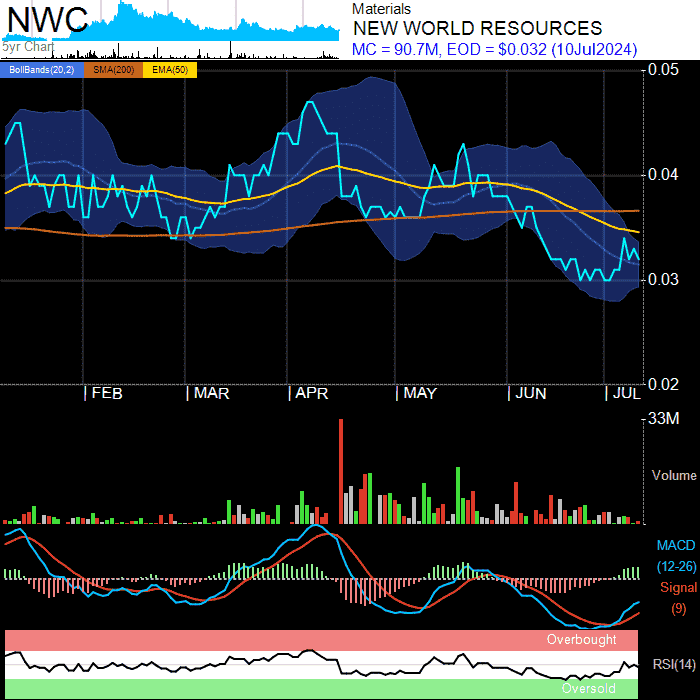 NWC
5yr Chart
Materials
NEW WORLD RESOURCES
MC = 90.7M, EOD = $0.032 (10Jul2024)
BollBands(20,2) SMA(200) EMA(50)
0.05
0.04
0.03
0.02
FEB MAR APR MAY JUN JUL
33M
Volume
MACD
(12-26)
Signal
(9)
Overbought
RSI(14)
Oversold